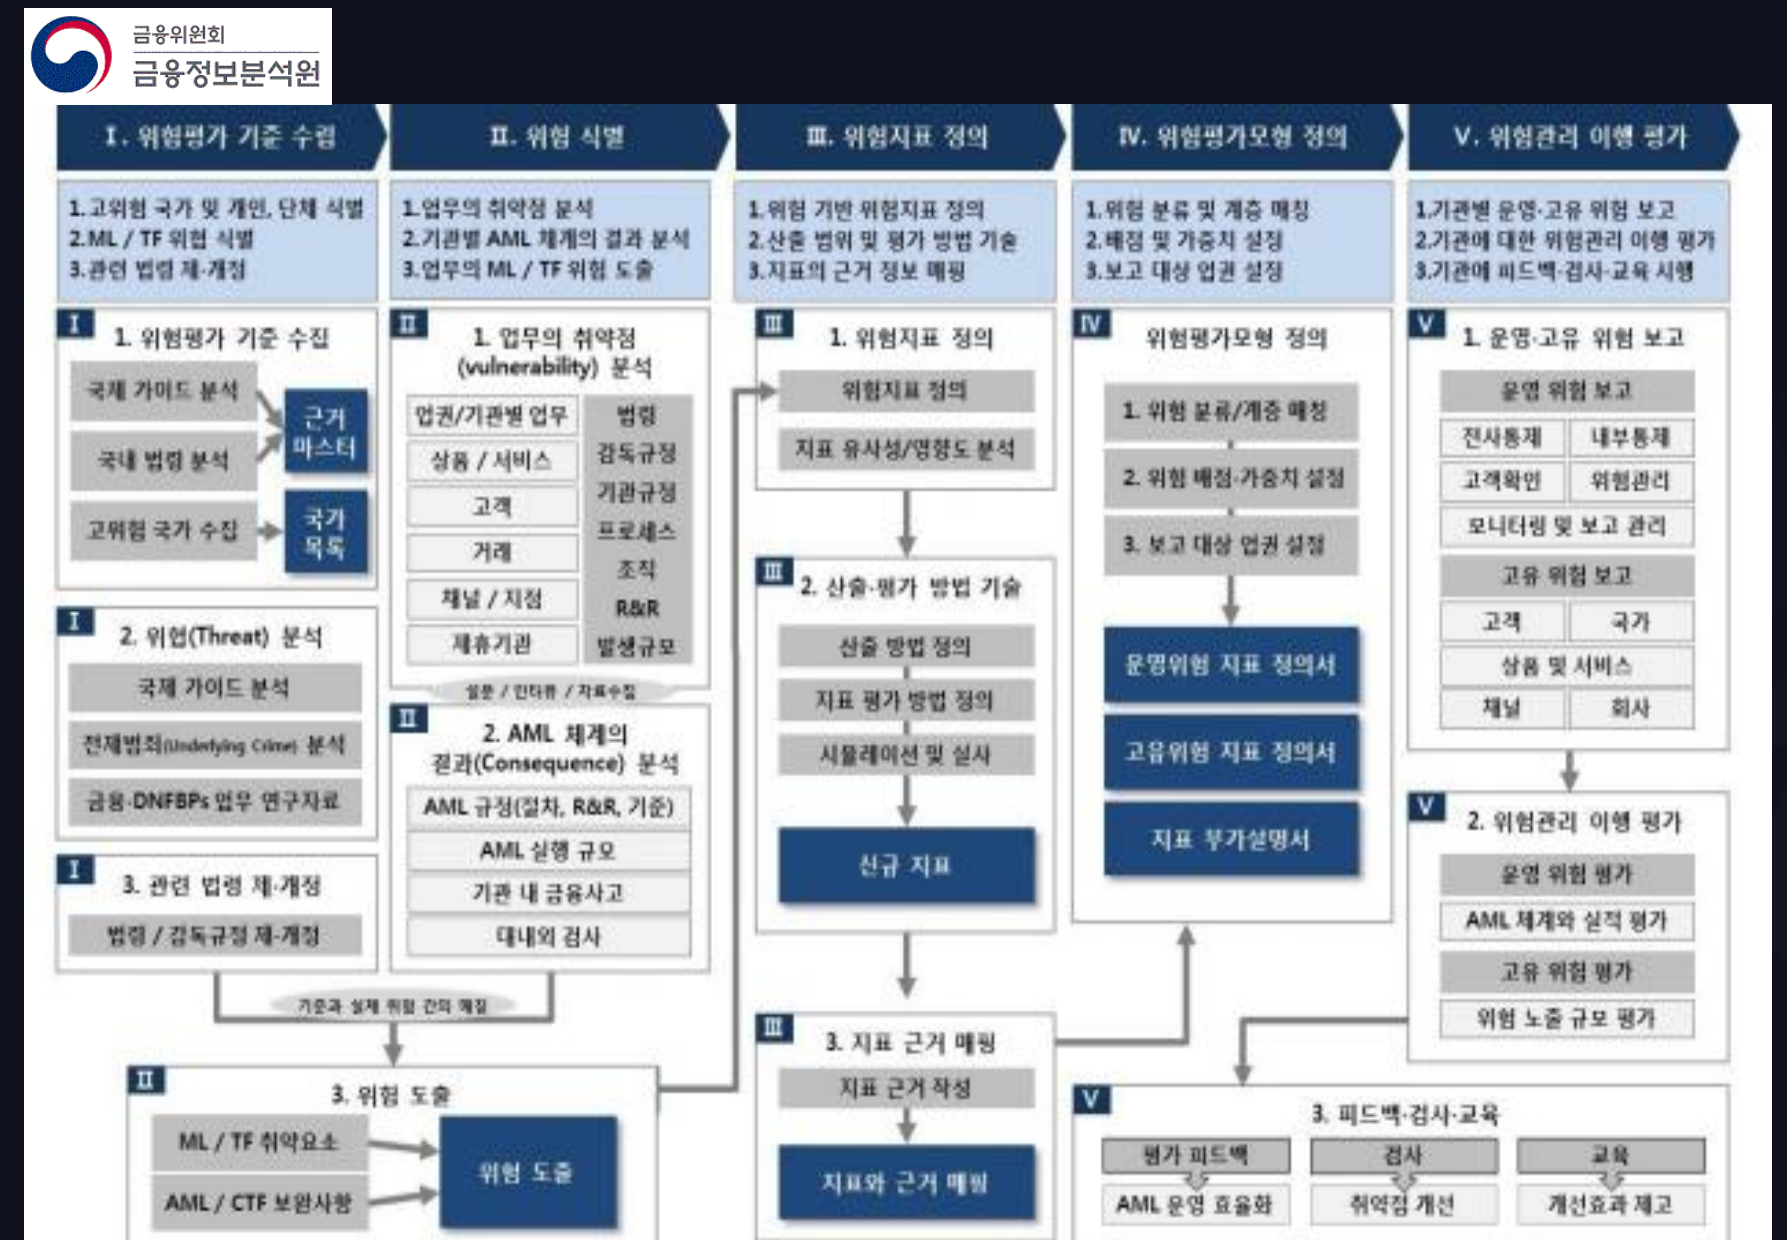 금융위원회
금융정보분석원
I. 위험평가 기준 수립
II. 위험 식별
III. 위험지표 정의
IV. 위험평가모형 정의
V. 위험관리 이행 평가
1.고위험 국가 및 개인, 단체 식별
2.ML / TF 위협 식별
3.관련 법령 제·개정
1.업무의 취약점 분석
2.기관별 AML 체계의 결과 분석
3.업무의 ML / TF 위험 도출
1.위험 기반 위험지표 정의
2.산출 범위 및 평가 방법 기술
3.지표의 근거 정보 매핑
1.위험 분류 및 계층 매칭
2.배점 및 가중치 설정
3.보고 대상 업권 설정
1.기관별 운영·고유 위험 보고
2.기관에 대한 위험관리 이행 평가
3.기관에 피드백·검사·교육 시행
I
1. 위험평가 기준 수집
국제 가이드 분석
국내 법령 분석
근거
마스터
고위험 국가 수집
국가
목록
I
2. 위협(Threat) 분석
국제 가이드 분석
전제범죄(Underlying Crime) 분석
금융·DNFBPs 업무 연구자료
I
3. 관련 법령 제·개정
법령 / 감독규정 제·개정
II
1. 업무의 취약점
(vulnerability) 분석
업권/기관별 업무
상품 / 서비스
고객
거래
채널 / 지점
제휴기관
법령
감독규정
기관규정
프로세스
조직
R&R
발생규모
설문 / 인터뷰 / 자료수집
II
2. AML 체계의
결과(Consequence) 분석
AML 규정(절차, R&R, 기준)
AML 실행 규모
기관 내 금융사고
대내외 검사
기준과 실제 위험 간의 매칭
II
3. 위험 도출
ML / TF 취약요소
AML / CTF 보완사항
위험 도출
III
1. 위험지표 정의
위험지표 정의
지표 유사성/영향도 분석
III
2. 산출·평가 방법 기술
산출 방법 정의
지표 평가 방법 정의
시뮬레이션 및 실사
신규 지표
III
3. 지표 근거 매핑
지표 근거 작성
지표와 근거 매핑
IV
위험평가모형 정의
1. 위험 분류/계층 매칭
2. 위험 배점·가중치 설정
3. 보고 대상 업권 설정
운영위험 지표 정의서
고유위험 지표 정의서
지표 부가설명서
V
1. 운영·고유 위험 보고
운영 위험 보고
전사통제
내부통제
고객확인
위험관리
모니터링 및 보고 관리
고유 위험 보고
고객
국가
상품 및 서비스
채널
회사
V
2. 위험관리 이행 평가
운영 위험 평가
AML 체계와 실적 평가
고유 위험 평가
위험 노출 규모 평가
V
3. 피드백·검사·교육
평가 피드백
검사
교육
AML 운영 효율화
취약점 개선
개선효과 제고